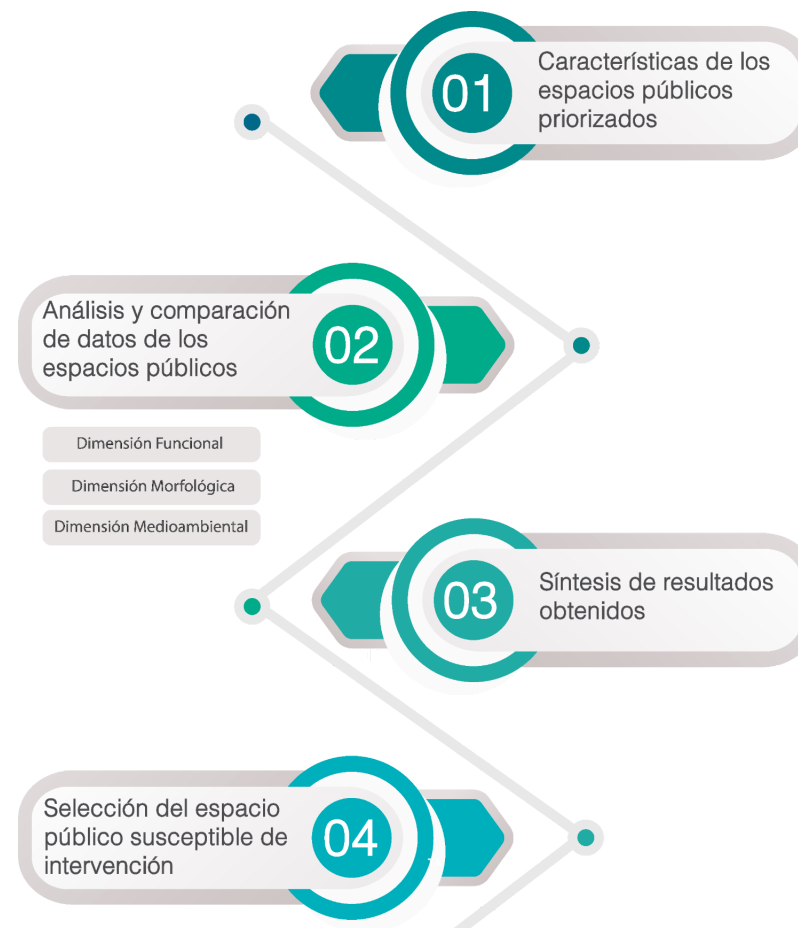 01
Características de los
espacios públicos
priorizados
02
Análisis y comparación
de datos de los
espacios públicos
Dimensión Funcional
Dimensión Morfológica
Dimensión Medioambiental
03
Síntesis de resultados
obtenidos
04
Selección del espacio
público susceptible de
intervención